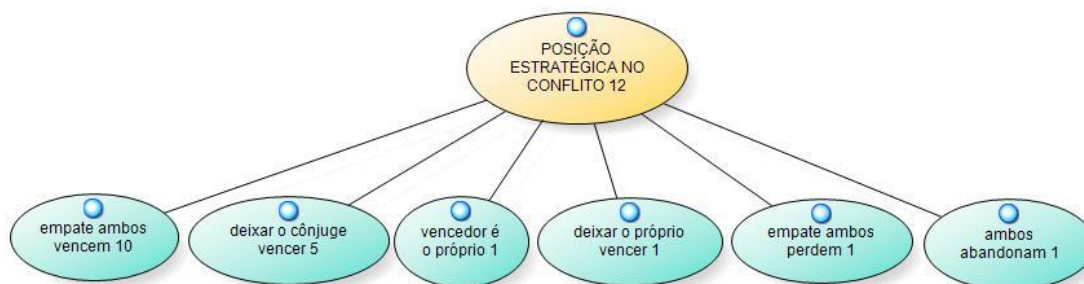 POSIÇÃO
ESTRATÉGICA NO
CONFLITO 12
empate ambos
vencem 10
deixar o cônjuge
vencer 5
vencedor é
o próprio 1
deixar o próprio
vencer 1
empate ambos
perdem 1
ambos
abandonam 1